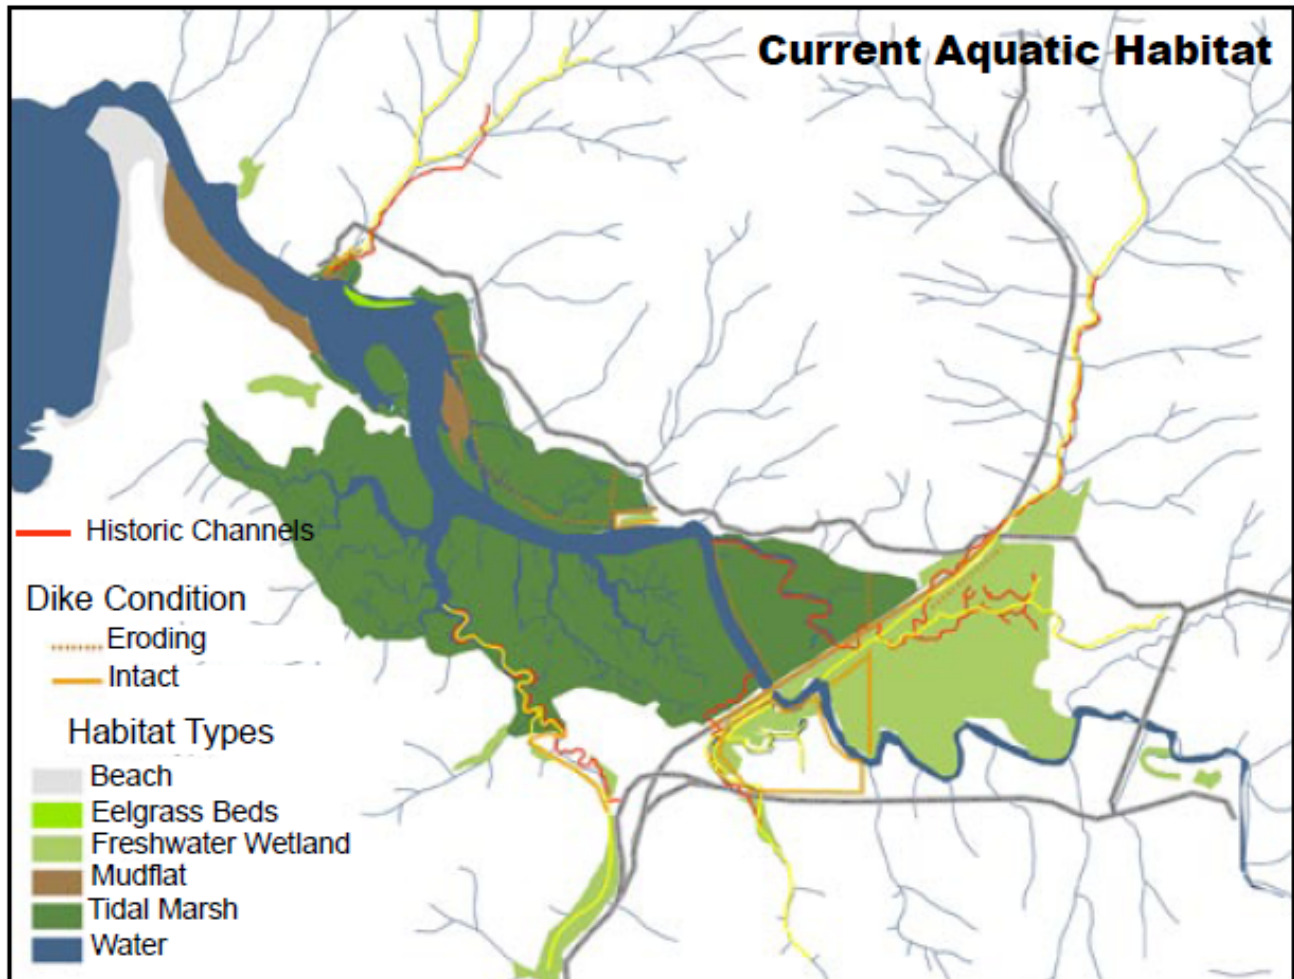 Current Aquatic Habitat
Historic Channels
Dike Condition
Eroding
Intact
Habitat Types
Beach
Eelgrass Beds
Freshwater Wetland
Mudflat
Tidal Marsh
Water